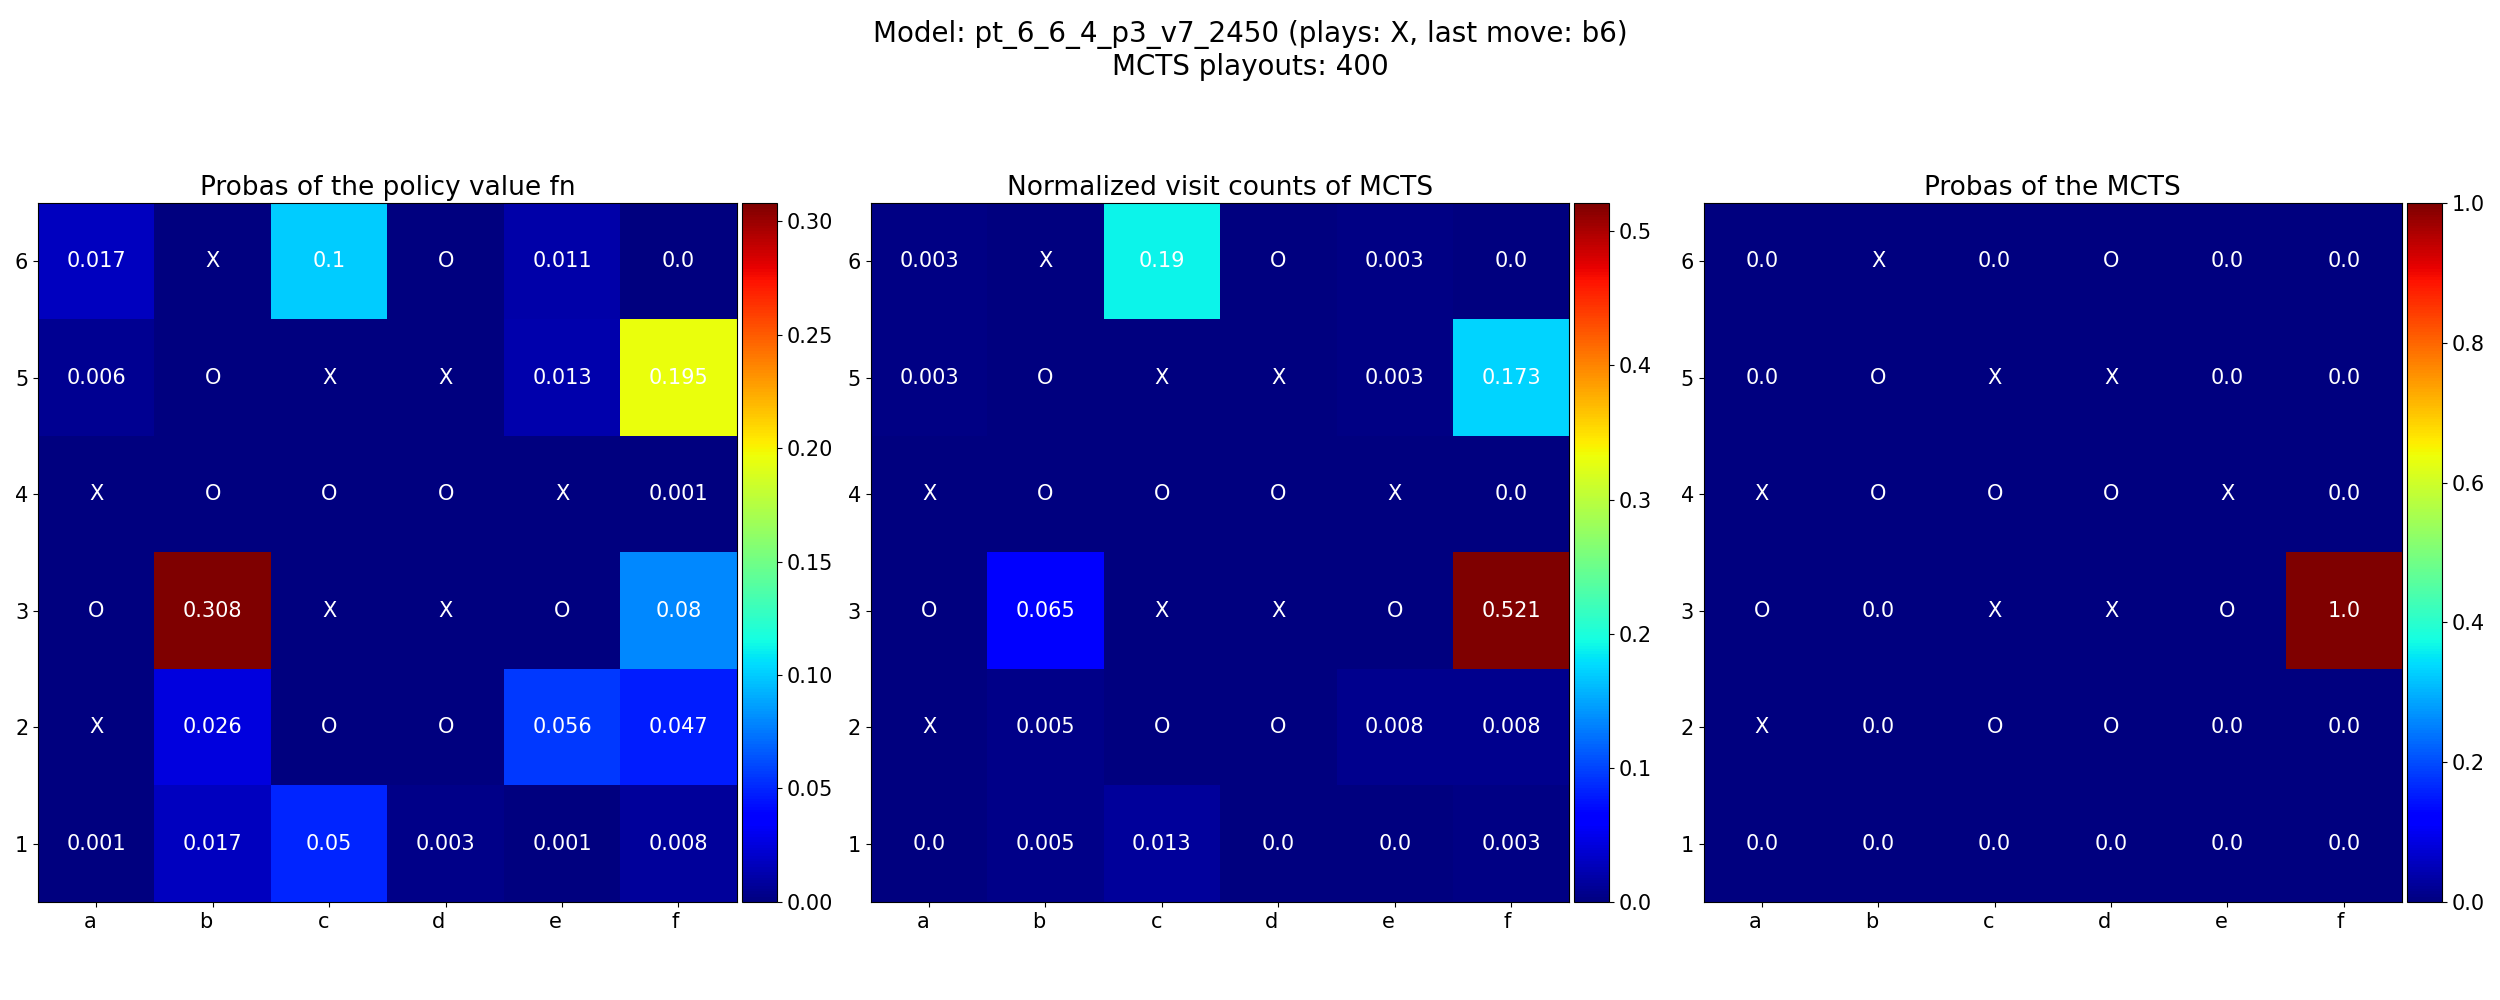 Model: pt_6_6_4_p3_v7_2450 (plays: X, last move: b6)
MCTS playouts: 400
Probas of the policy value fn
6 0.017 X 0.1 O 0.011 0.0
5 0.006 O X X 0.013 0.195
4 X O O O X 0.001
3 O 0.308 X X O 0.08
2 X 0.026 O O 0.056 0.047
1 0.001 0.017 0.05 0.003 0.001 0.008
a b c d e f
0.30
0.25
0.20
0.15
0.10
0.05
0.00
Normalized visit counts of MCTS
6 0.003 X 0.19 O 0.003 0.0
5 0.003 O X X 0.003 0.173
4 X O O O X 0.0
3 O 0.065 X X O 0.521
2 X 0.005 O O 0.008 0.008
1 0.0 0.005 0.013 0.0 0.0 0.003
a b c d e f
0.5
0.4
0.3
0.2
0.1
0.0
Probas of the MCTS
6 0.0 X 0.0 O 0.0 0.0
5 0.0 O X X 0.0 0.0
4 X O O O X 0.0
3 O 0.0 X X O 1.0
2 X 0.0 O O 0.0 0.0
1 0.0 0.0 0.0 0.0 0.0 0.0
a b c d e f
1.0
0.8
0.6
0.4
0.2
0.0